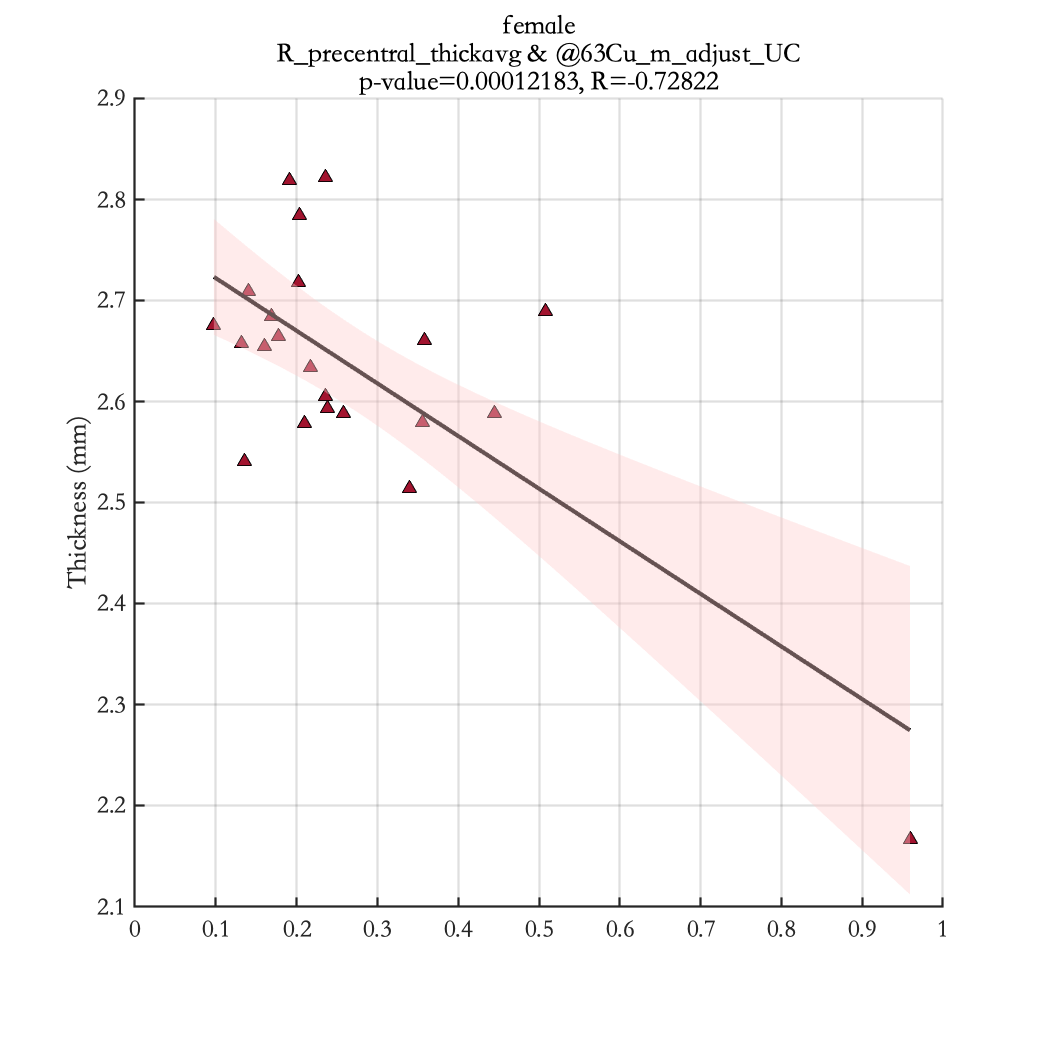 female
R_precentral_thickavg & @63Cu_m_adjust_UC
p-value=0.00012183, R=-0.72822
2.9
2.8
2.7
2.6
2.5
2.4
2.3
2.2
2.1
Thickness (mm)
0 0.1 0.2 0.3 0.4 0.5 0.6 0.7 0.8 0.9 1